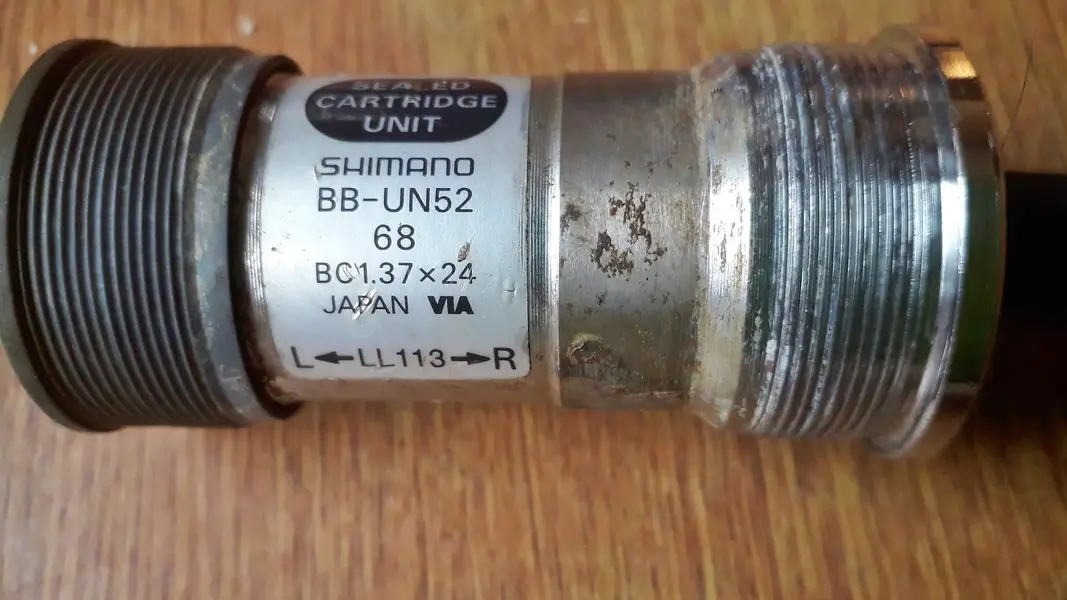 SEALED
CARTRIDGE
UNIT
SHIMANO
BB-UN52
68
BC1.37×24
JAPAN VIA
L←LL113→R